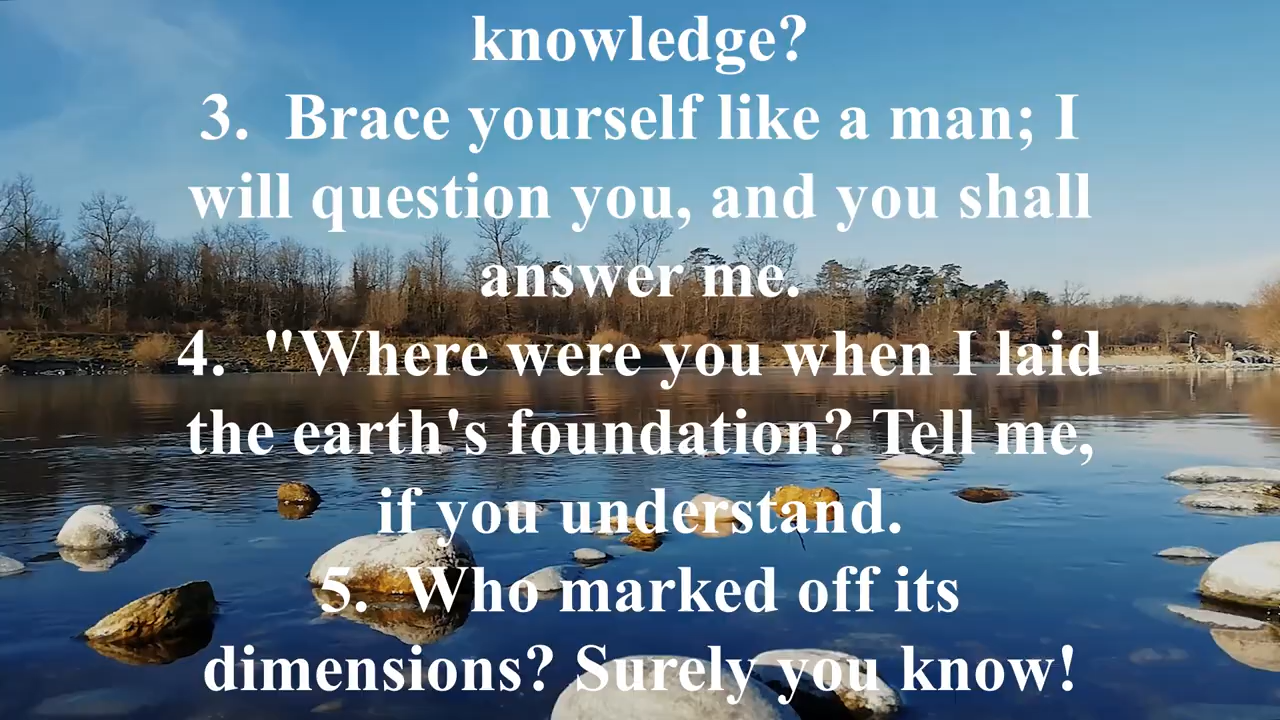 knowledge?
3.  Brace yourself like a man; I
will question you, and you shall
answer me.
4.  "Where were you when I laid
the earth's foundation? Tell me,
if you understand.
5.  Who marked off its
dimensions? Surely you know!